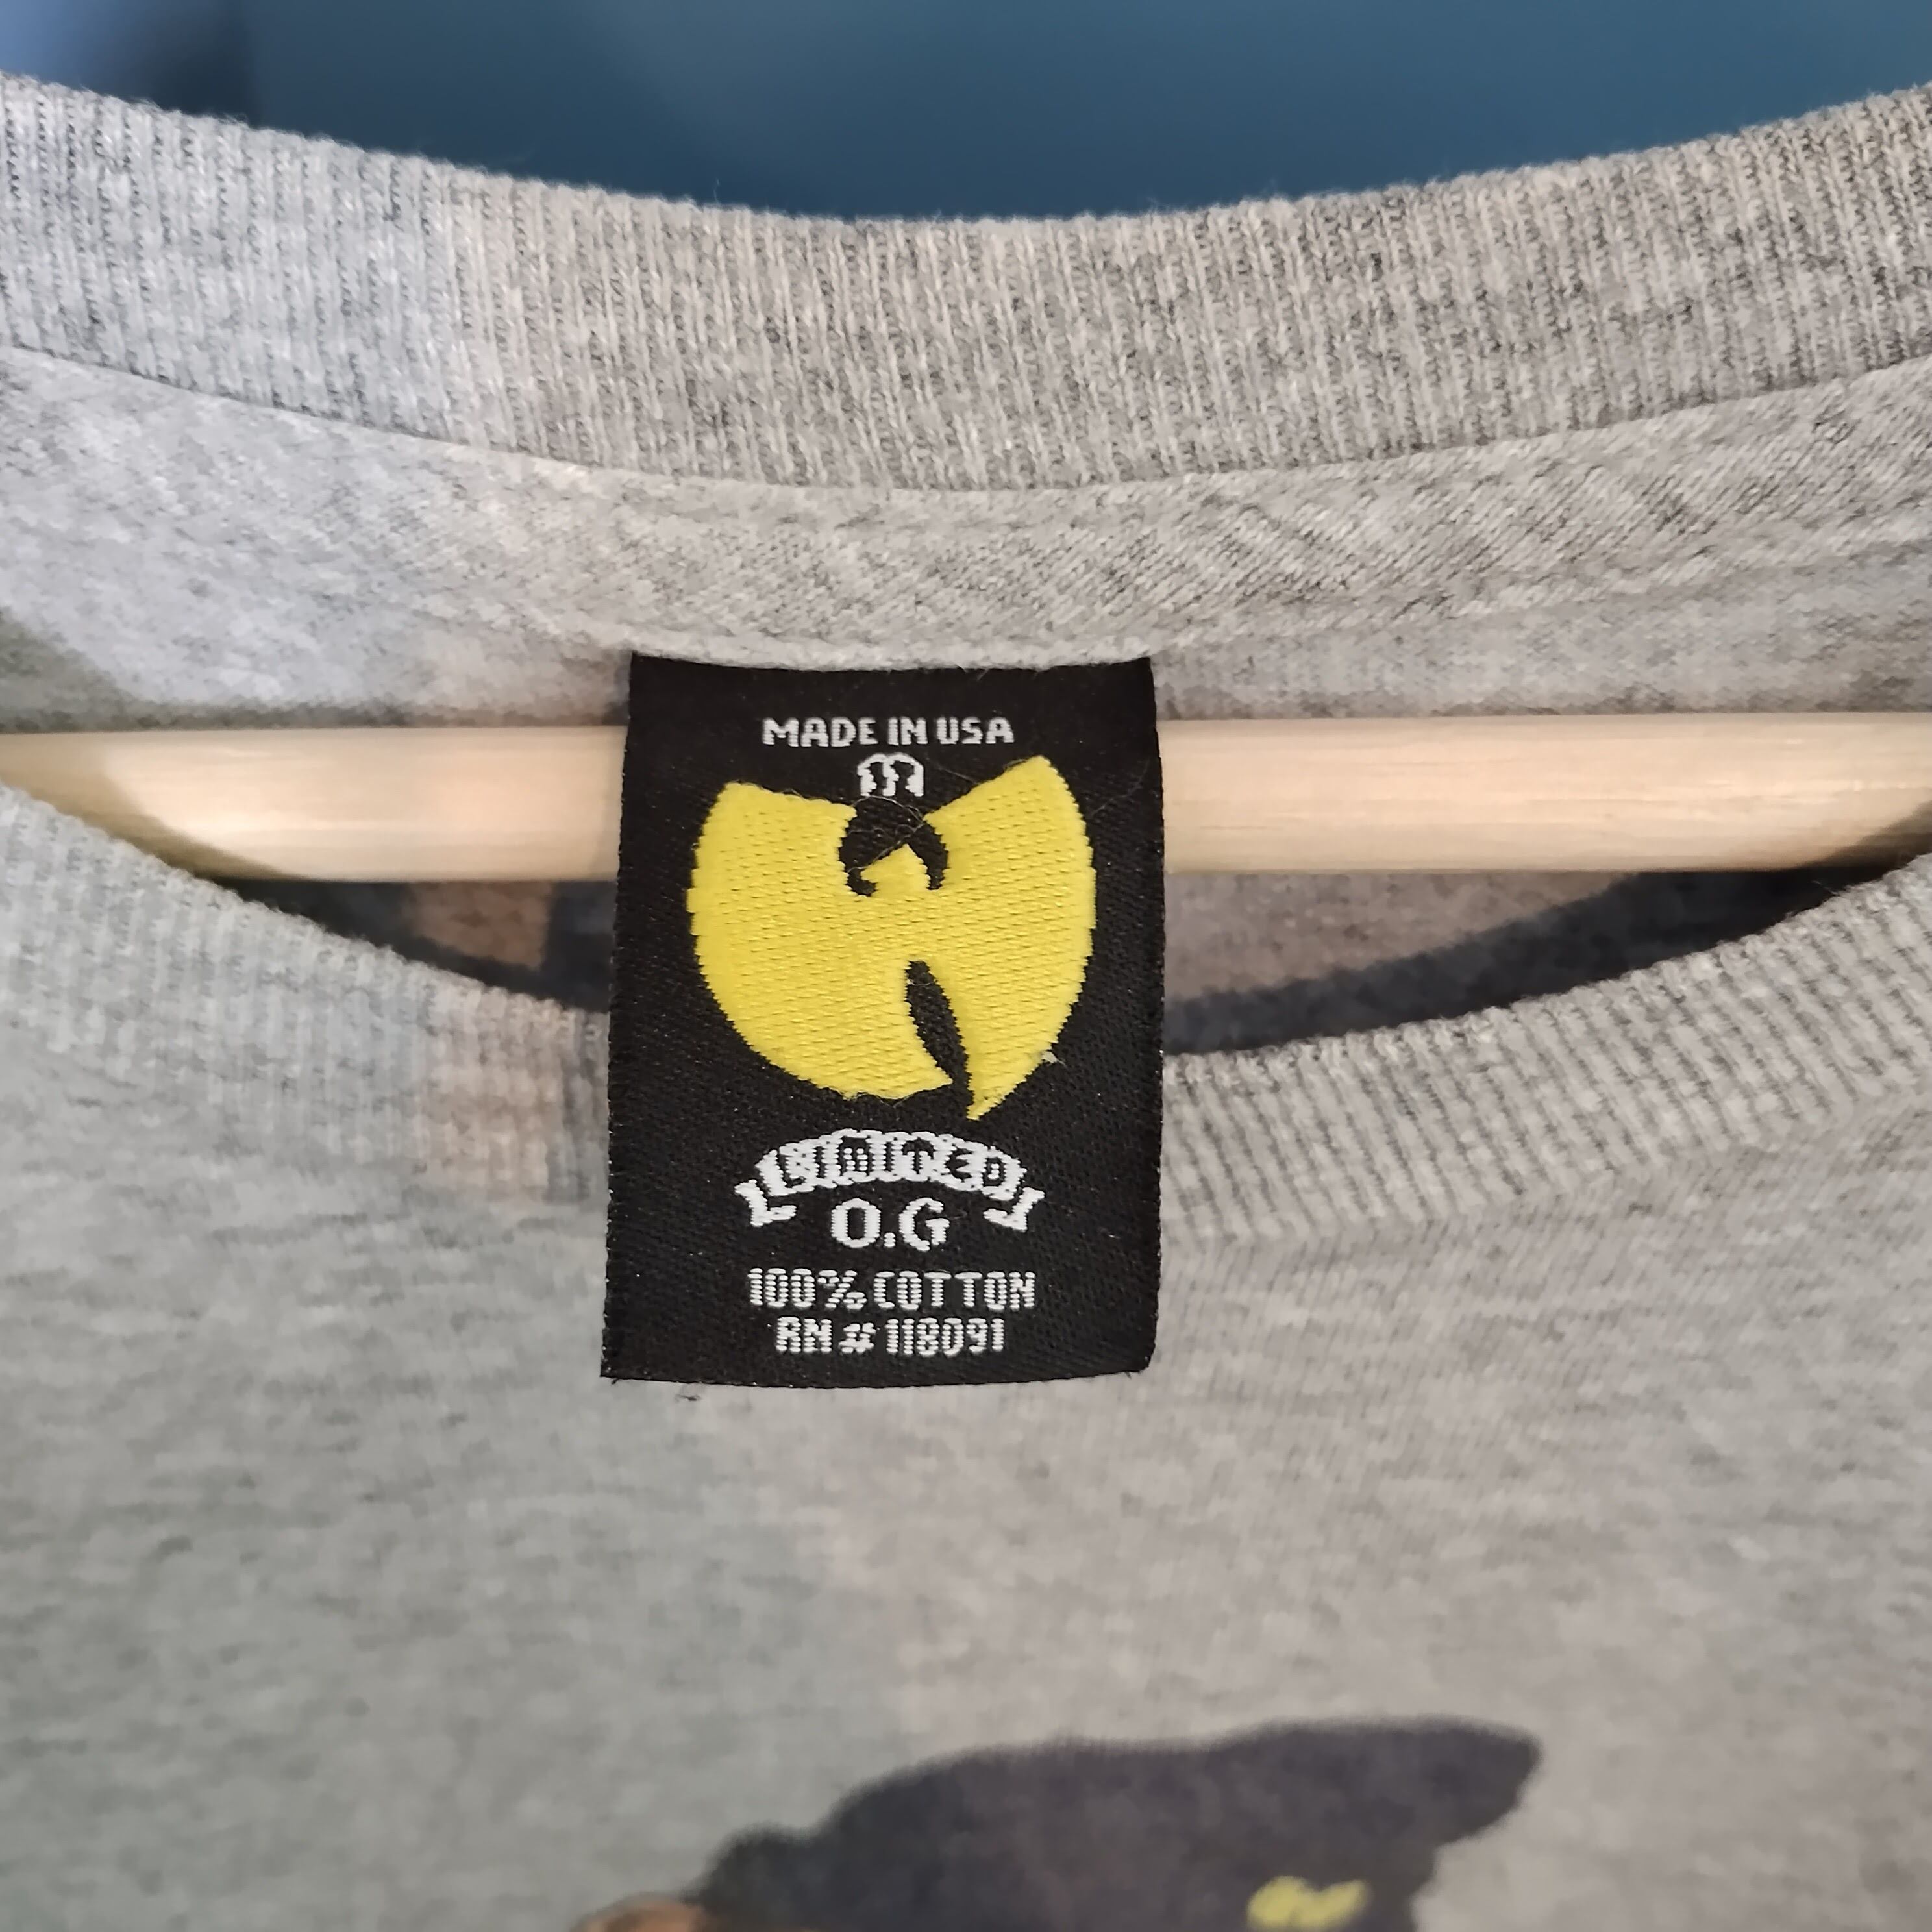 MADE IN USA
M
LIMITED
O.G
100% COTTON
RN # 118091